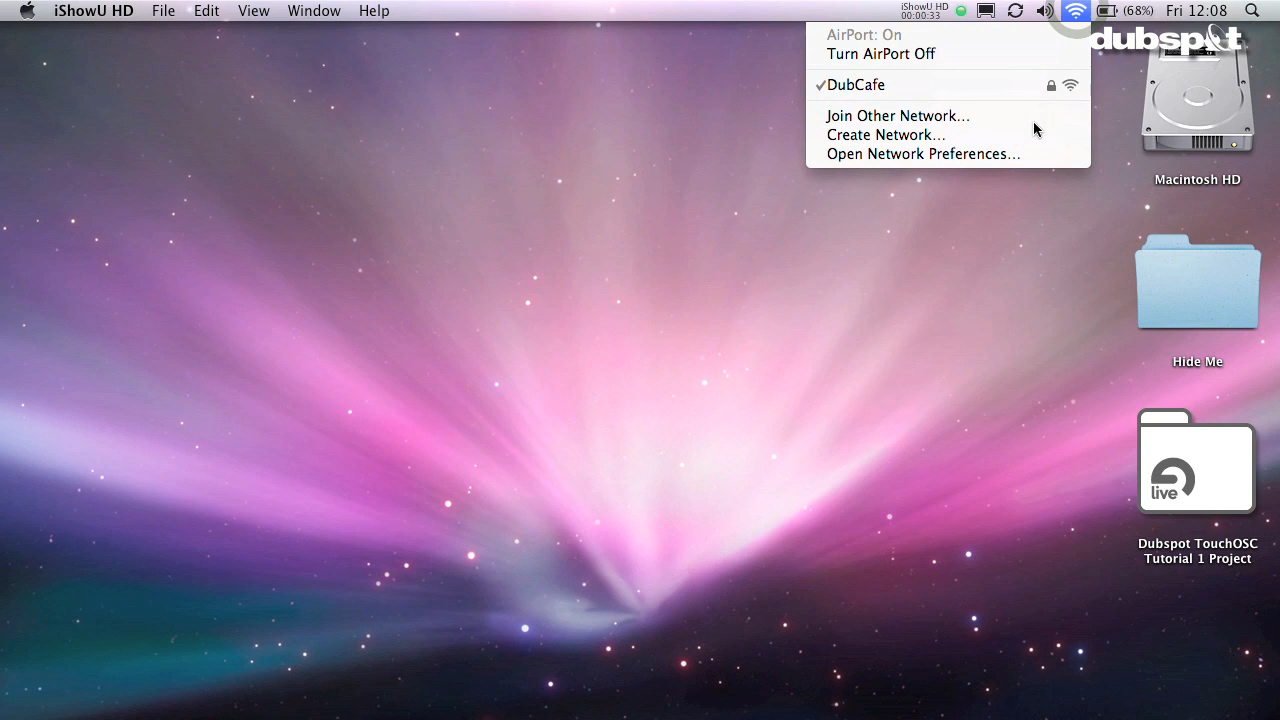 iShowU HD File Edit View Window Help
iShowU HD
00:00:33
(68%) Fri 12:08
dubspot
AirPort: On
Turn AirPort Off
✓DubCafe
Join Other Network...
Create Network...
Open Network Preferences...
Macintosh HD
Hide Me
live
Dubspot TouchOSC
Tutorial 1 Project